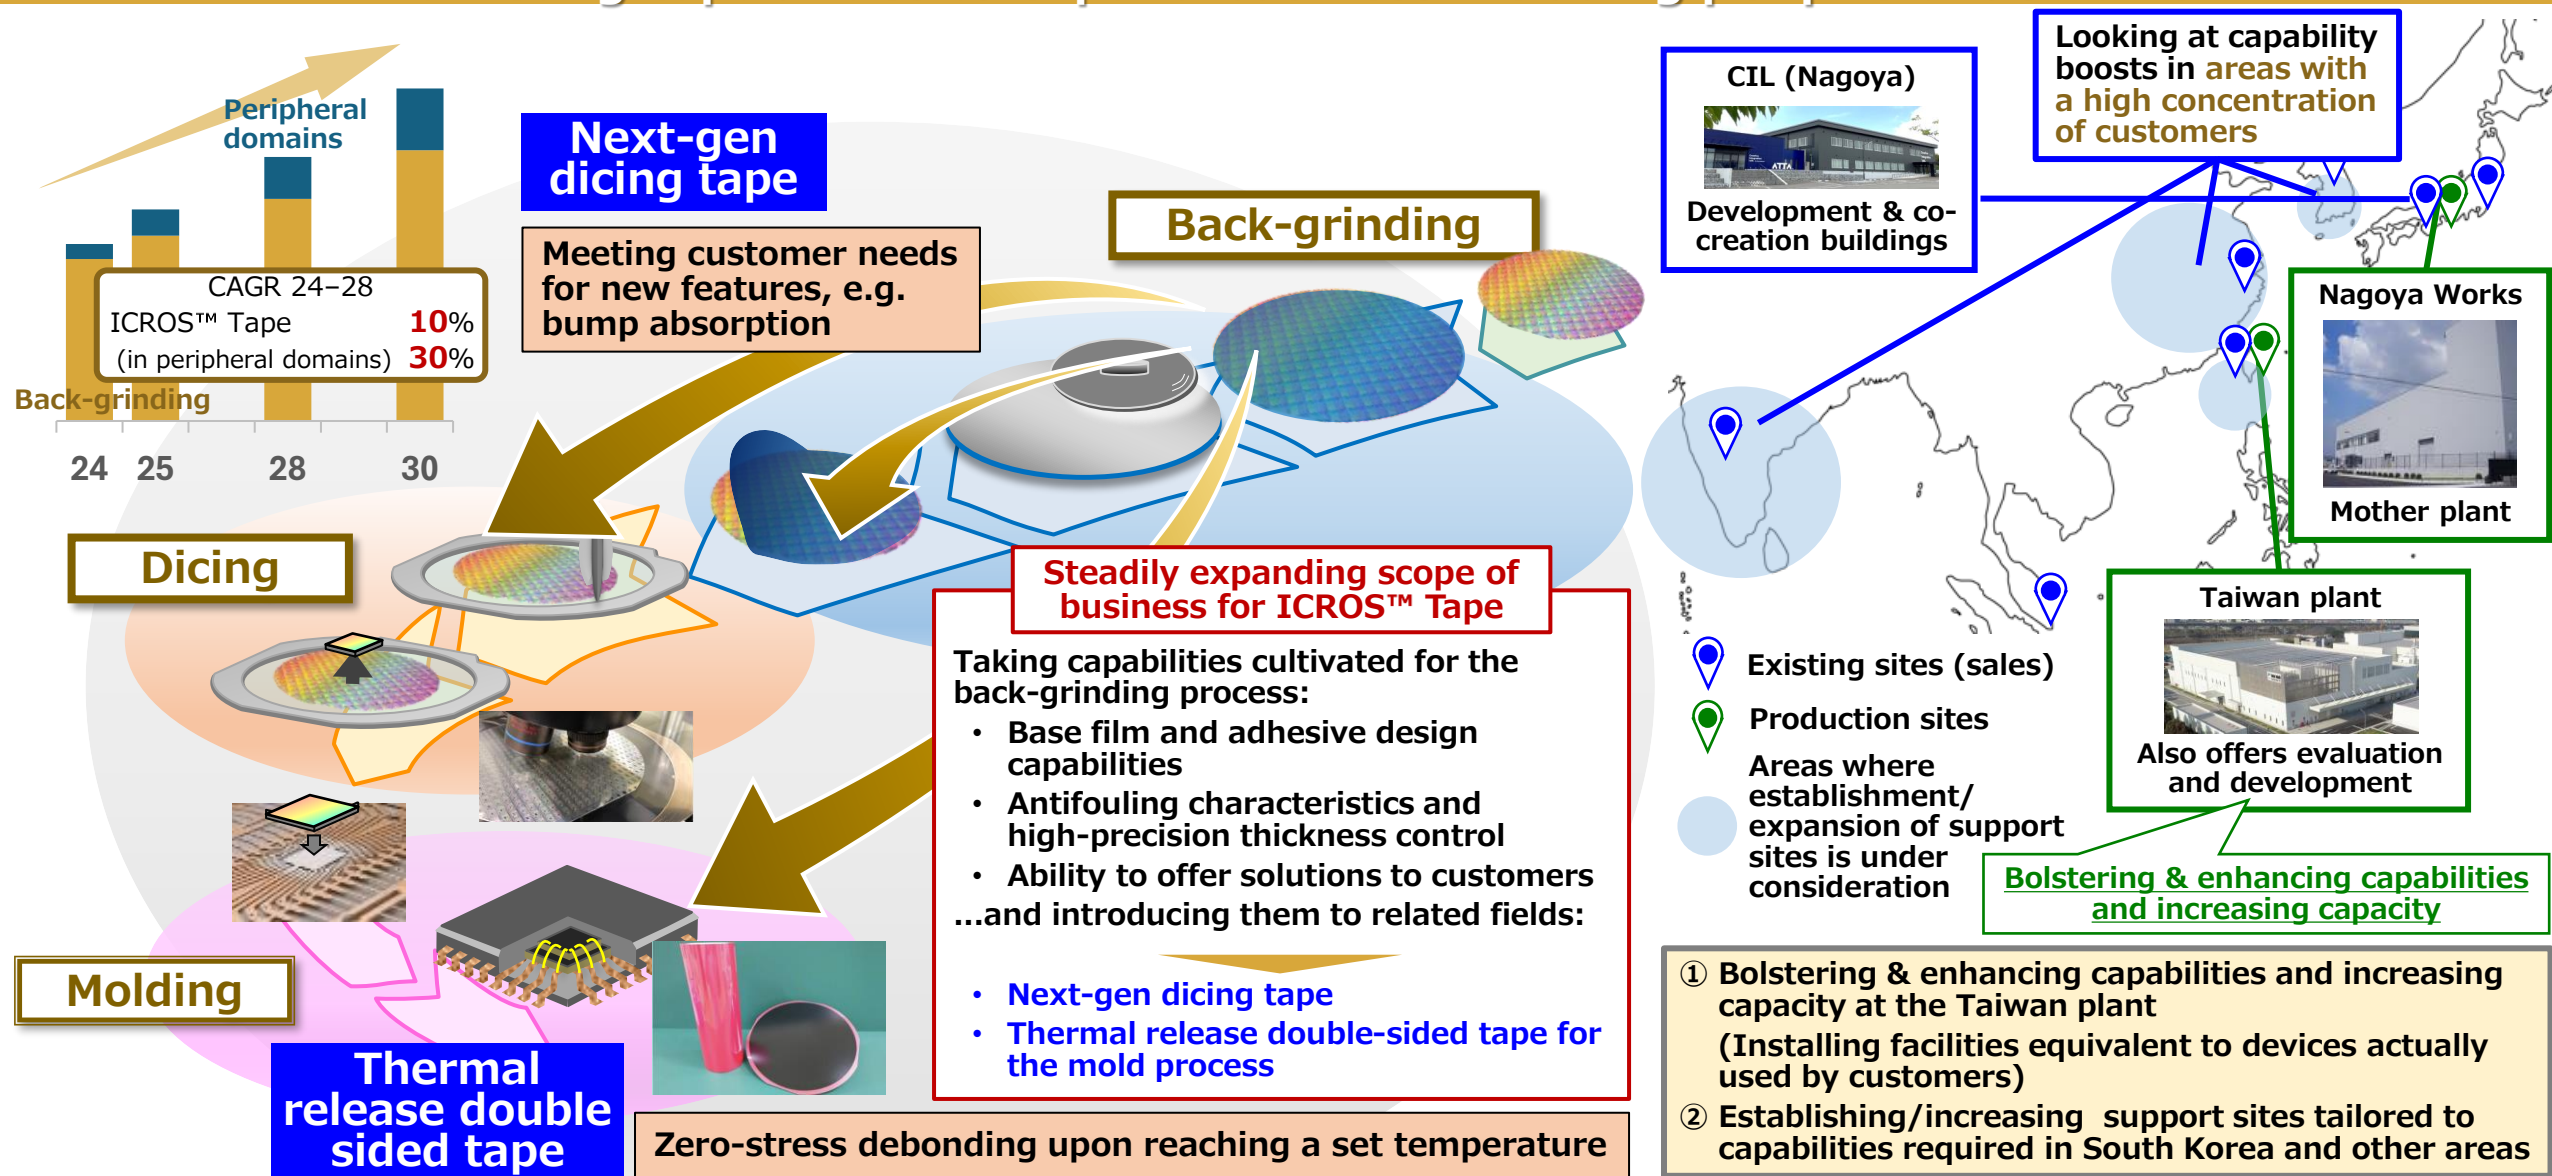 Peripheral
domains
CAGR 24–28
ICROS™ Tape 10%
(in peripheral domains) 30%
Back-grinding
24 25 28 30
Next-gen
dicing tape
Meeting customer needs
for new features, e.g.
bump absorption
Back-grinding
Dicing
Molding
Thermal
release double
sided tape
Zero-stress debonding upon reaching a set temperature
Steadily expanding scope of
business for ICROS™ Tape
Taking capabilities cultivated for the
back-grinding process:
• Base film and adhesive design
capabilities
• Antifouling characteristics and
high-precision thickness control
• Ability to offer solutions to customers
…and introducing them to related fields:
• Next-gen dicing tape
• Thermal release double-sided tape for
the mold process
CIL (Nagoya)
ATTA
Development & co-
creation buildings
Looking at capability
boosts in areas with
a high concentration
of customers
Nagoya Works
Mother plant
Taiwan plant
Also offers evaluation
and development
Existing sites (sales)
Production sites
Areas where
establishment/
expansion of support
sites is under
consideration
Bolstering & enhancing capabilities
and increasing capacity
① Bolstering & enhancing capabilities and increasing
capacity at the Taiwan plant
(Installing facilities equivalent to devices actually
used by customers)
② Establishing/increasing support sites tailored to
capabilities required in South Korea and other areas